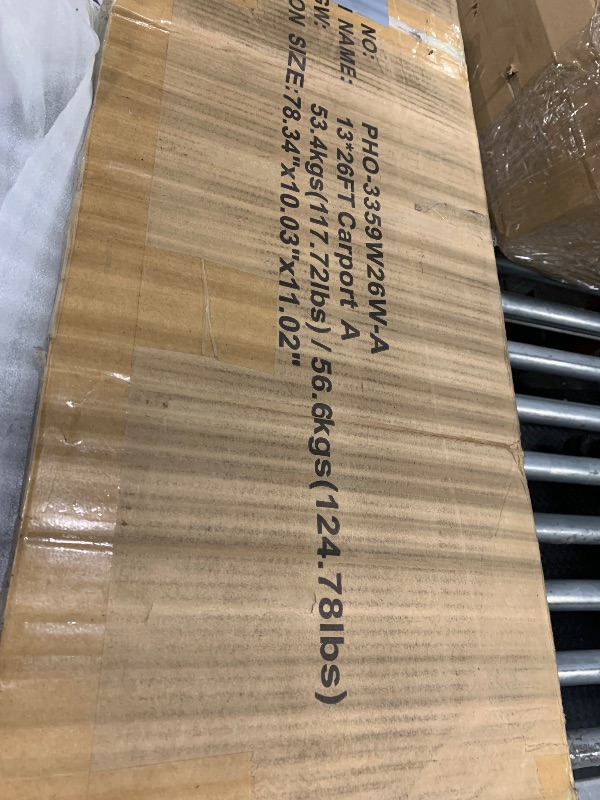 NO: PHO-3359W26W-A
NAME: 13*26FT Carport A
GW: 53.4kgs(117.72lbs) / 56.6kgs(124.78lbs)
ON SIZE:78.34"x10.03"x11.02"